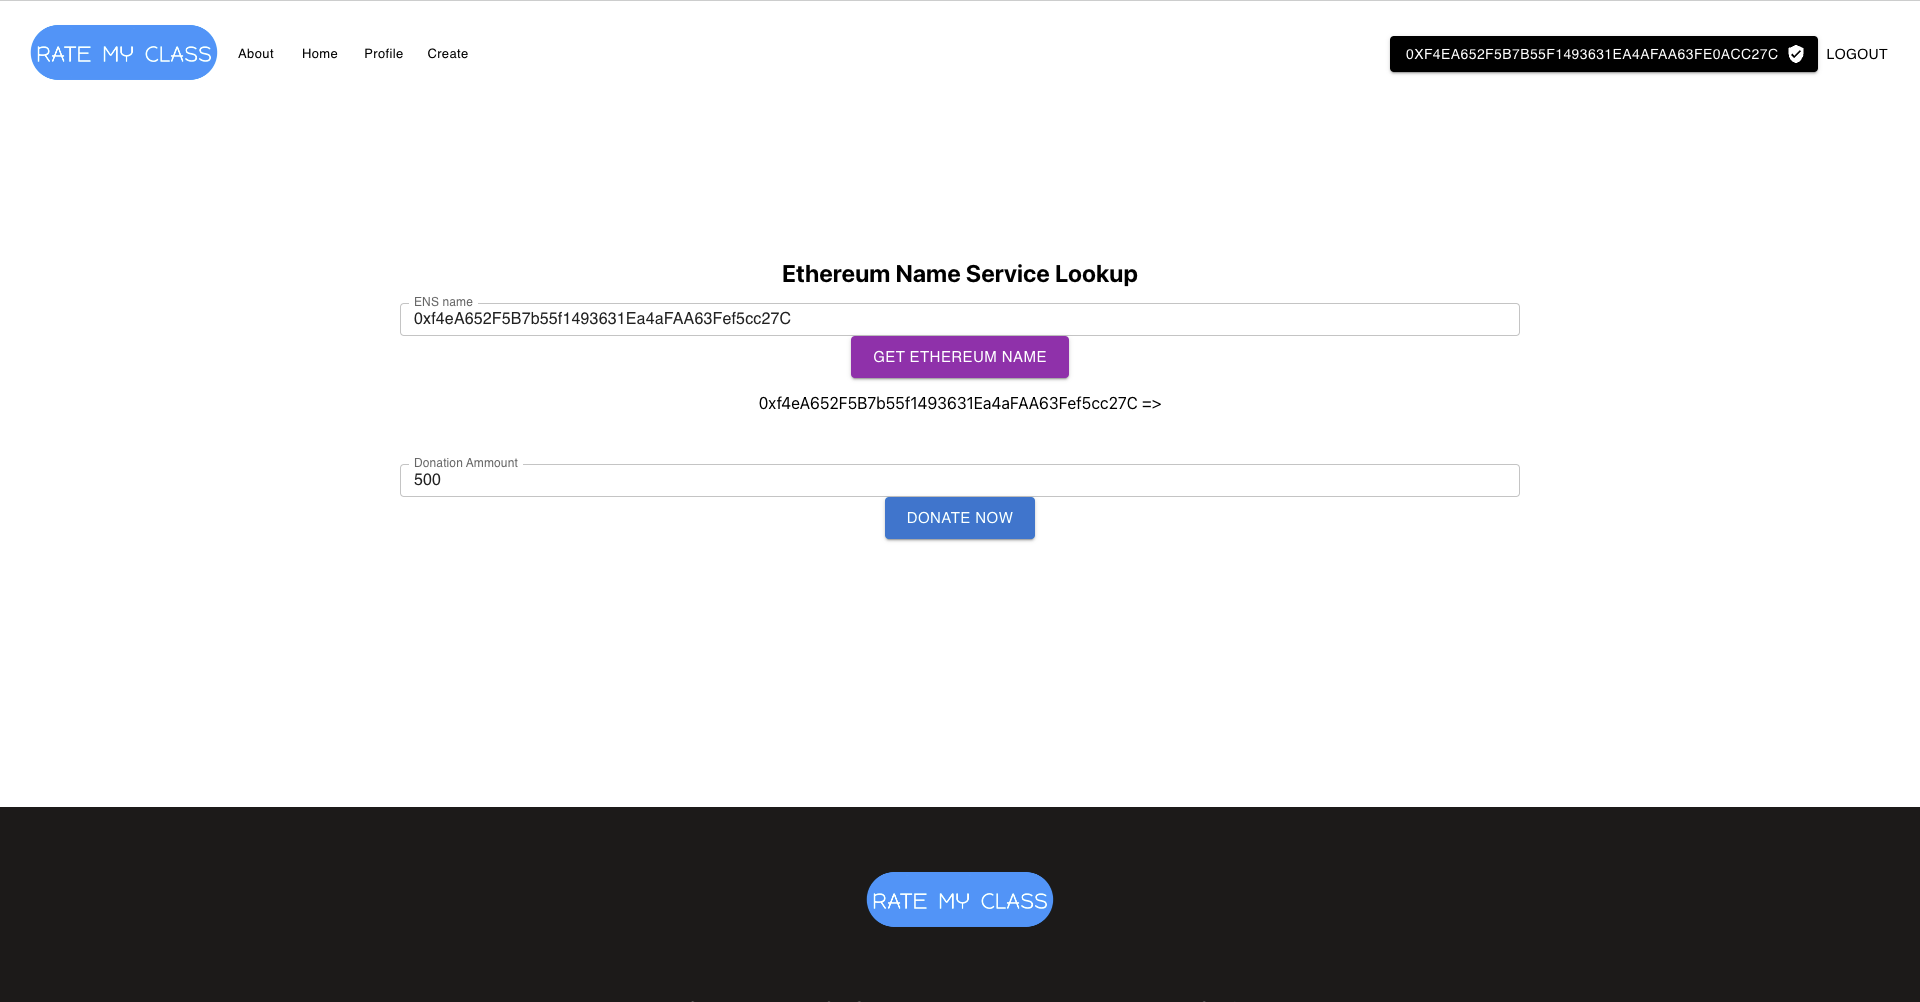 RATE MY CLASS About Home Profile Create 0XF4EA652F5B7B55F1493631EA4AFAA63FE0ACC27C LOGOUT
Ethereum Name Service Lookup
ENS name
0xf4eA652F5B7b55f1493631Ea4aFAA63Fef5cc27C
GET ETHEREUM NAME
0xf4eA652F5B7b55f1493631Ea4aFAA63Fef5cc27C =>
Donation Ammount
500
DONATE NOW
RATE MY CLASS